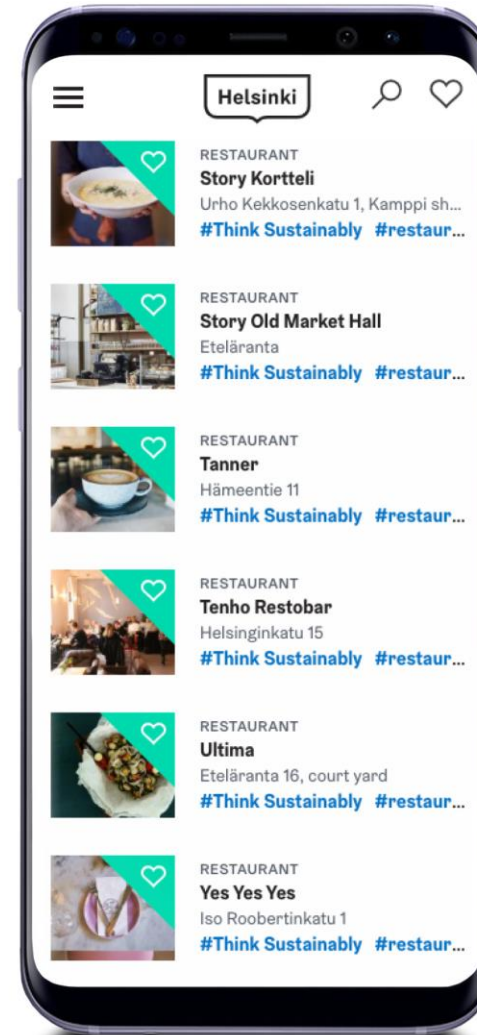 Helsinki
RESTAURANT
Story Kortteli
Urho Kekkosenkatu 1, Kamppi sh...
#Think Sustainably #restaur...
RESTAURANT
Story Old Market Hall
Eteläranta
#Think Sustainably #restaur...
RESTAURANT
Tanner
Hämeentie 11
#Think Sustainably #restaur...
RESTAURANT
Tenho Restobar
Helsinginkatu 15
#Think Sustainably #restaur...
RESTAURANT
Ultima
Eteläranta 16, court yard
#Think Sustainably #restaur...
RESTAURANT
Yes Yes Yes
Iso Roobertinkatu 1
#Think Sustainably #restaur...